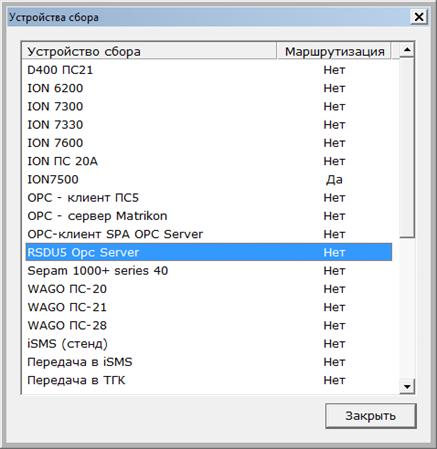 Устройства сбора
Устройство сбора Маршрутизация
D400 ПС21 Нет
ION 6200 Нет
ION 7300 Нет
ION 7330 Нет
ION 7600 Нет
ION ПС 20А Нет
ION7500 Да
OPC - клиент ПС5 Нет
OPC - сервер Matrikon Нет
OPC-клиент SPA OPC Server Нет
RSDU5 Opc Server Нет
Sepam 1000+ series 40 Нет
WAGO ПС-20 Нет
WAGO ПС-21 Нет
WAGO ПС-28 Нет
iSMS (стенд) Нет
Передача в iSMS Нет
Передача в ТГК Нет
Закрыть